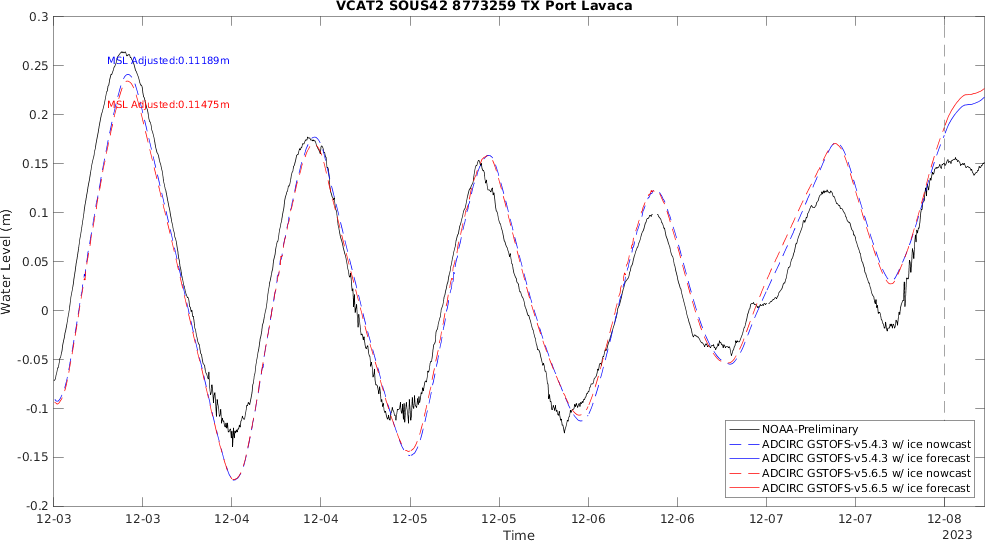 VCAT2 SOUS42 8773259 TX Port Lavaca
0.3
0.25
0.2
0.15
0.1
0.05
0
-0.05
-0.1
-0.15
-0.2
Water Level (m)
MSL Adjusted:0.11189m
MSL Adjusted:0.11475m
NOAA-Preliminary
ADCIRC GSTOFS-v5.4.3 w/ ice nowcast
ADCIRC GSTOFS-v5.4.3 w/ ice forecast
ADCIRC GSTOFS-v5.6.5 w/ ice nowcast
ADCIRC GSTOFS-v5.6.5 w/ ice forecast
12-03 12-03 12-04 12-04 12-05 12-05 12-06 12-06 12-07 12-07 12-08
Time
2023